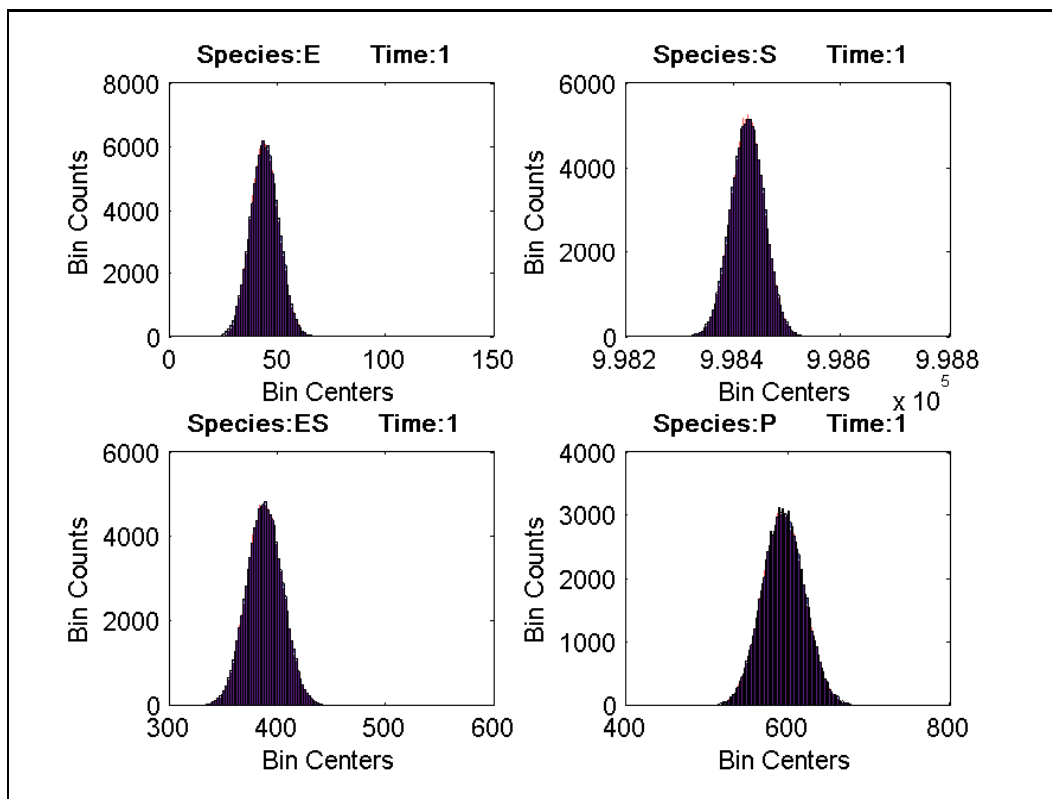 Species:E Time:1
8000
6000
4000
2000
0
Bin Counts
0 50 100 150
Bin Centers
Species:S Time:1
6000
4000
2000
0
Bin Counts
9.982 9.984 9.986 9.988
x 10^5
Bin Centers
Species:ES Time:1
6000
4000
2000
0
Bin Counts
300 400 500 600
Bin Centers
Species:P Time:1
4000
3000
2000
1000
0
Bin Counts
400 600 800
Bin Centers